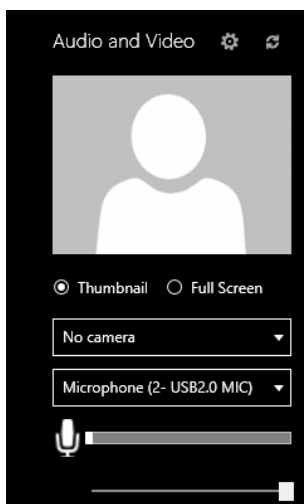 Audio and Video
Thumbnail Full Screen
No camera
Microphone (2- USB2.0 MIC)